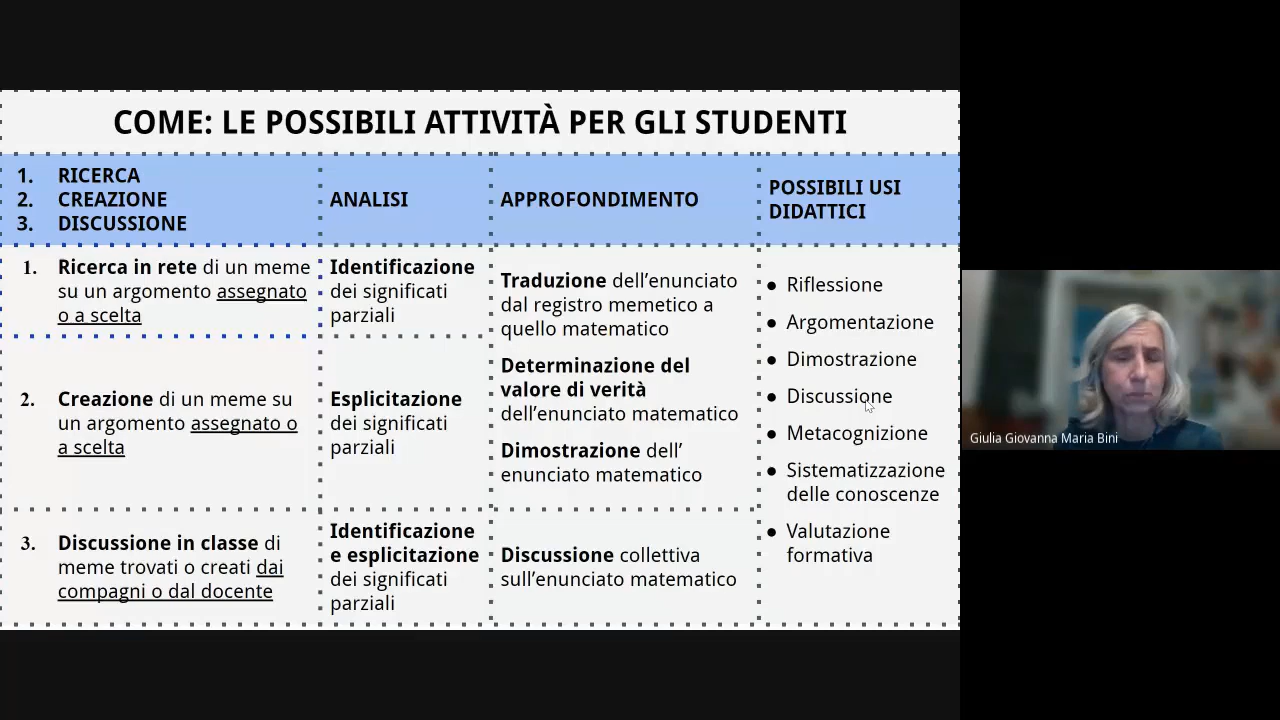 COME: LE POSSIBILI ATTIVITÀ PER GLI STUDENTI
1. RICERCA
2. CREAZIONE
3. DISCUSSIONE
ANALISI
APPROFONDIMENTO
POSSIBILI USI
DIDATTICI
1. Ricerca in rete di un meme
su un argomento assegnato
o a scelta
Identificazione
dei significati
parziali
2. Creazione di un meme su
un argomento assegnato o
a scelta
Esplicitazione
dei significati
parziali
Traduzione dell’enunciato
dal registro memetico a
quello matematico
Determinazione del
valore di verità
dell’enunciato matematico
Dimostrazione dell’
enunciato matematico
3. Discussione in classe di
meme trovati o creati dai
compagni o dal docente
Identificazione
e esplicitazione
dei significati
parziali
Discussione collettiva
sull’enunciato matematico
● Riflessione
● Argomentazione
● Dimostrazione
● Discussione
● Metacognizione
● Sistematizzazione
delle conoscenze
● Valutazione
formativa
Giulia Giovanna Maria Bini